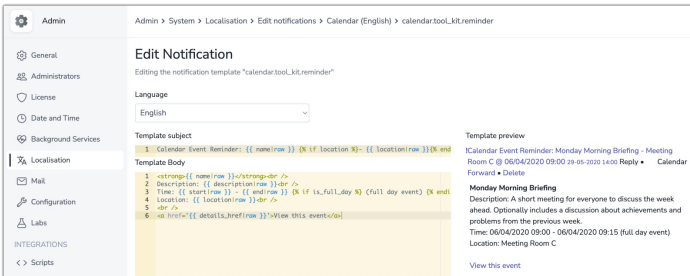 Admin
Admin > System > Localisation > Edit notifications > Calendar (English) > calendar.tool_kit.reminder
General
Administrators
License
Date and Time
Background Services
Localisation
Mail
Configuration
Labs
INTEGRATIONS
Scripts
Edit Notification
Editing the notification template "calendar.tool_kit.reminder"
Language
English
Template subject
1 Calendar Event Reminder: {{ name|raw }} {% if location %}- {{ location|raw }}{% end
Template Body
1 <strong>{{ name|raw }}</strong><br />
2 Description: {{ description|raw }}<br />
3 Time: {{ start|raw }} - {{ end|raw }} {% if is_full_day %} (full day event) {% endi
4 Location: {{ location|raw }}<br />
5 <br />
6 <a href='{{ details_href|raw }}'>View this event</a>
Template preview
!Calendar Event Reminder: Monday Morning Briefing - Meeting
Room C @ 06/04/2020 09:00 29-05-2020 14:00 Reply • Calendar
Forward • Delete
Monday Morning Briefing
Description: A short meeting for everyone to discuss the week
ahead. Optionally includes a discussion about achievements and
problems from the previous week.
Time: 06/04/2020 09:00 - 06/04/2020 09:15 (full day event)
Location: Meeting Room C
View this event